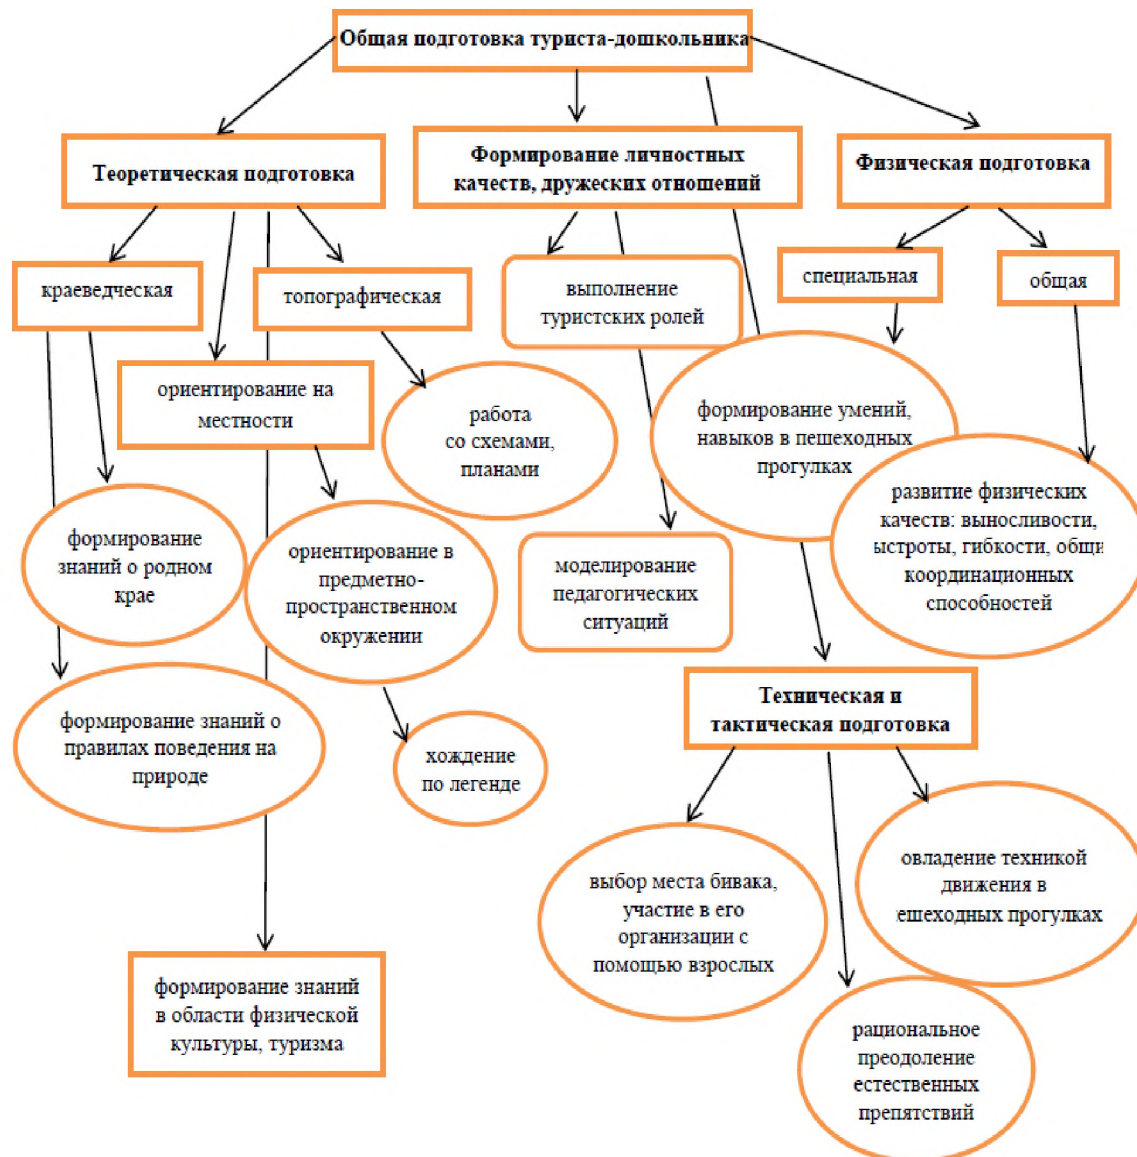 Общая подготовка туриста-дошкольника
Теоретическая подготовка
Формирование личностных
качеств, дружеских отношений
Физическая подготовка
краеведческая
топографическая
выполнение
туристских ролей
специальная
общая
ориентирование на
местности
работа
со схемами,
планами
формирование умений,
навыков в пешеходных
прогулках
развитие физических
качеств: выносливости,
ыстроты, гибкости, общи
координационных
способностей
формирование
знаний о родном
крае
ориентирование в
предметно-
пространственном
окружении
моделирование
педагогических
ситуаций
формирование знаний о
правилах поведения на
природе
хождение
по легенде
Техническая и
тактическая подготовка
выбор места бивака,
участие в его
организации с
помощью взрослых
овладение техникой
движения в
ешеходных прогулках
формирование знаний
в области физической
культуры, туризма
рациональное
преодоление
естественных
препятствий